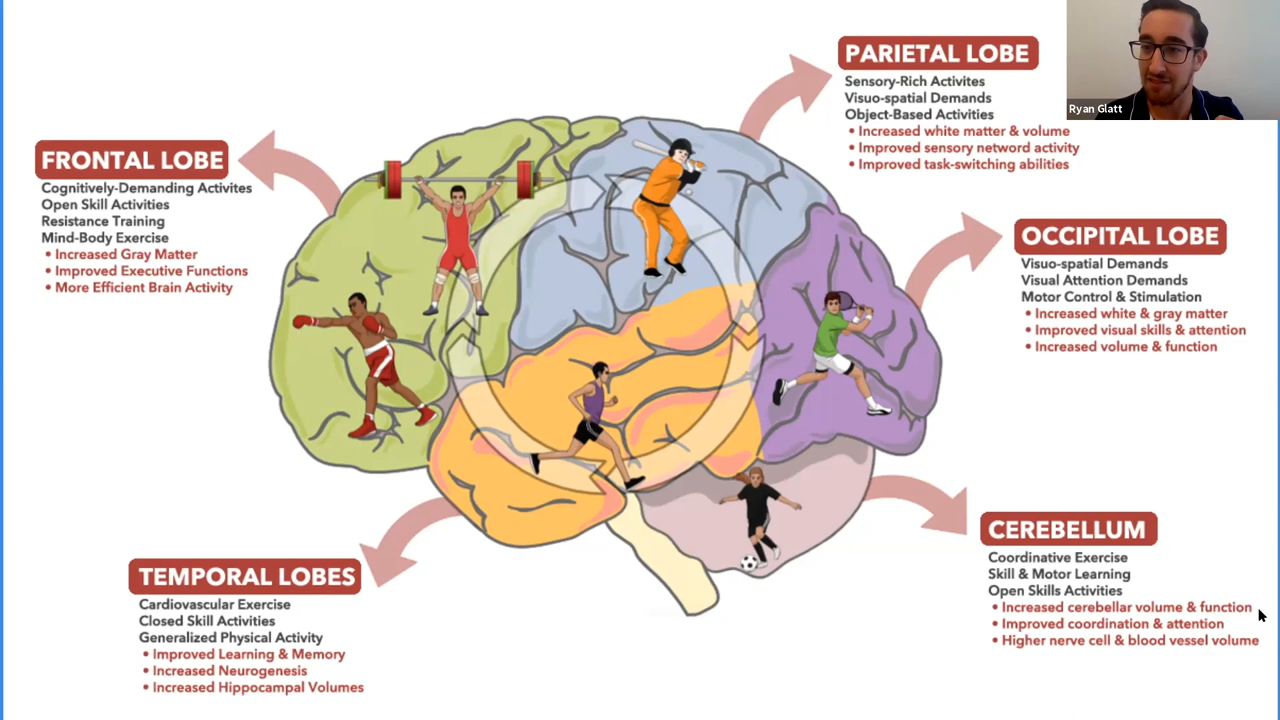 FRONTAL LOBE
Cognitively-Demanding Activites
Open Skill Activities
Resistance Training
Mind-Body Exercise
• Increased Gray Matter
• Improved Executive Functions
• More Efficient Brain Activity
PARIETAL LOBE
Sensory-Rich Activites
Visuo-spatial Demands
Object-Based Activities
• Increased white matter & volume
• Improved sensory netword activity
• Improved task-switching abilities
Ryan Glatt
OCCIPITAL LOBE
Visuo-spatial Demands
Visual Attention Demands
Motor Control & Stimulation
• Increased white & gray matter
• Improved visual skills & attention
• Increased volume & function
TEMPORAL LOBES
Cardiovascular Exercise
Closed Skill Activities
Generalized Physical Activity
• Improved Learning & Memory
• Increased Neurogenesis
• Increased Hippocampal Volumes
CEREBELLUM
Coordinative Exercise
Skill & Motor Learning
Open Skills Activities
• Increased cerebellar volume & function
• Improved coordination & attention
• Higher nerve cell & blood vessel volume